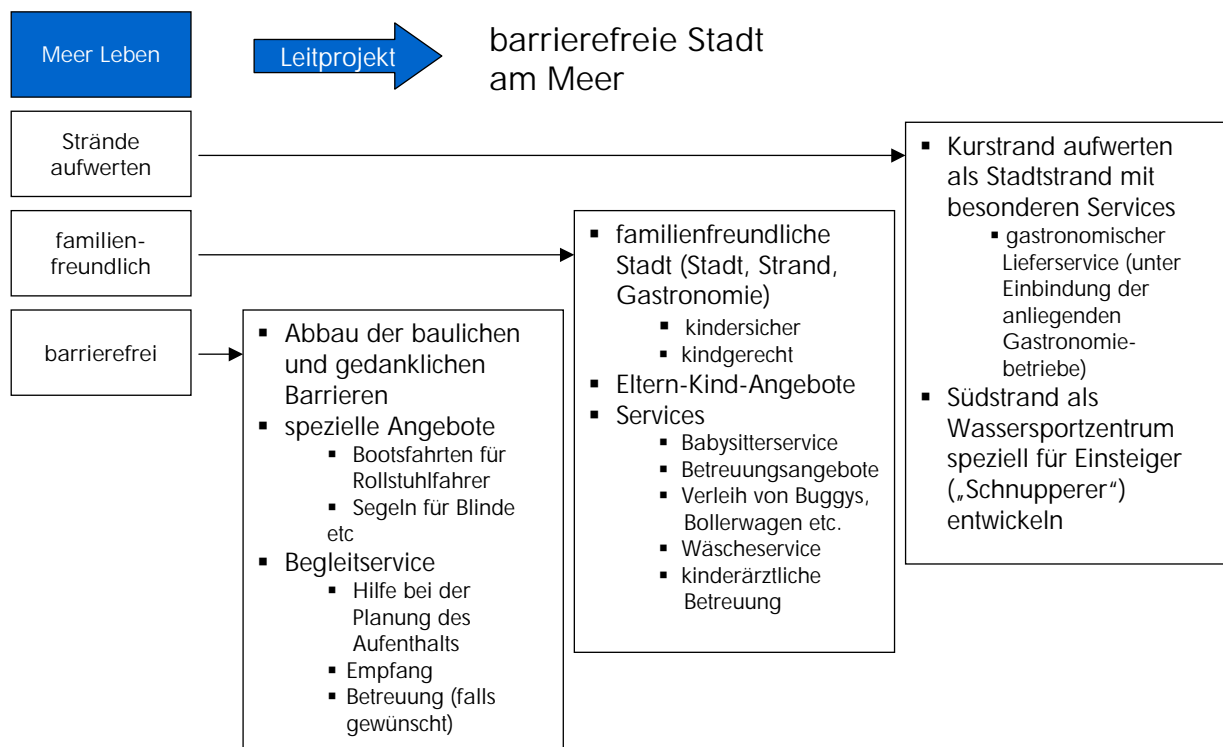 Meer Leben
Leitprojekt
barrierefreie Stadt
am Meer
Strände
aufwerten
familien-
freundlich
barrierefrei
▪ Abbau der baulichen
und gedanklichen
Barrieren
▪ spezielle Angebote
▪ Bootsfahrten für
Rollstuhlfahrer
▪ Segeln für Blinde
etc
▪ Begleitservice
▪ Hilfe bei der
Planung des
Aufenthalts
▪ Empfang
▪ Betreuung (falls
gewünscht)
▪ familienfreundliche
Stadt (Stadt, Strand,
Gastronomie)
▪ kindersicher
▪ kindgerecht
▪ Eltern-Kind-Angebote
▪ Services
▪ Babysitterservice
▪ Betreuungsangebote
▪ Verleih von Buggys,
Bollerwagen etc.
▪ Wäscheservice
▪ kinderärztliche
Betreuung
▪ Kurstrand aufwerten
als Stadtstrand mit
besonderen Services
▪ gastronomischer
Lieferservice (unter
Einbindung der
anliegenden
Gastronomie-
betriebe)
▪ Südstrand als
Wassersportzentrum
speziell für Einsteiger
(„Schnupperer“)
entwickeln